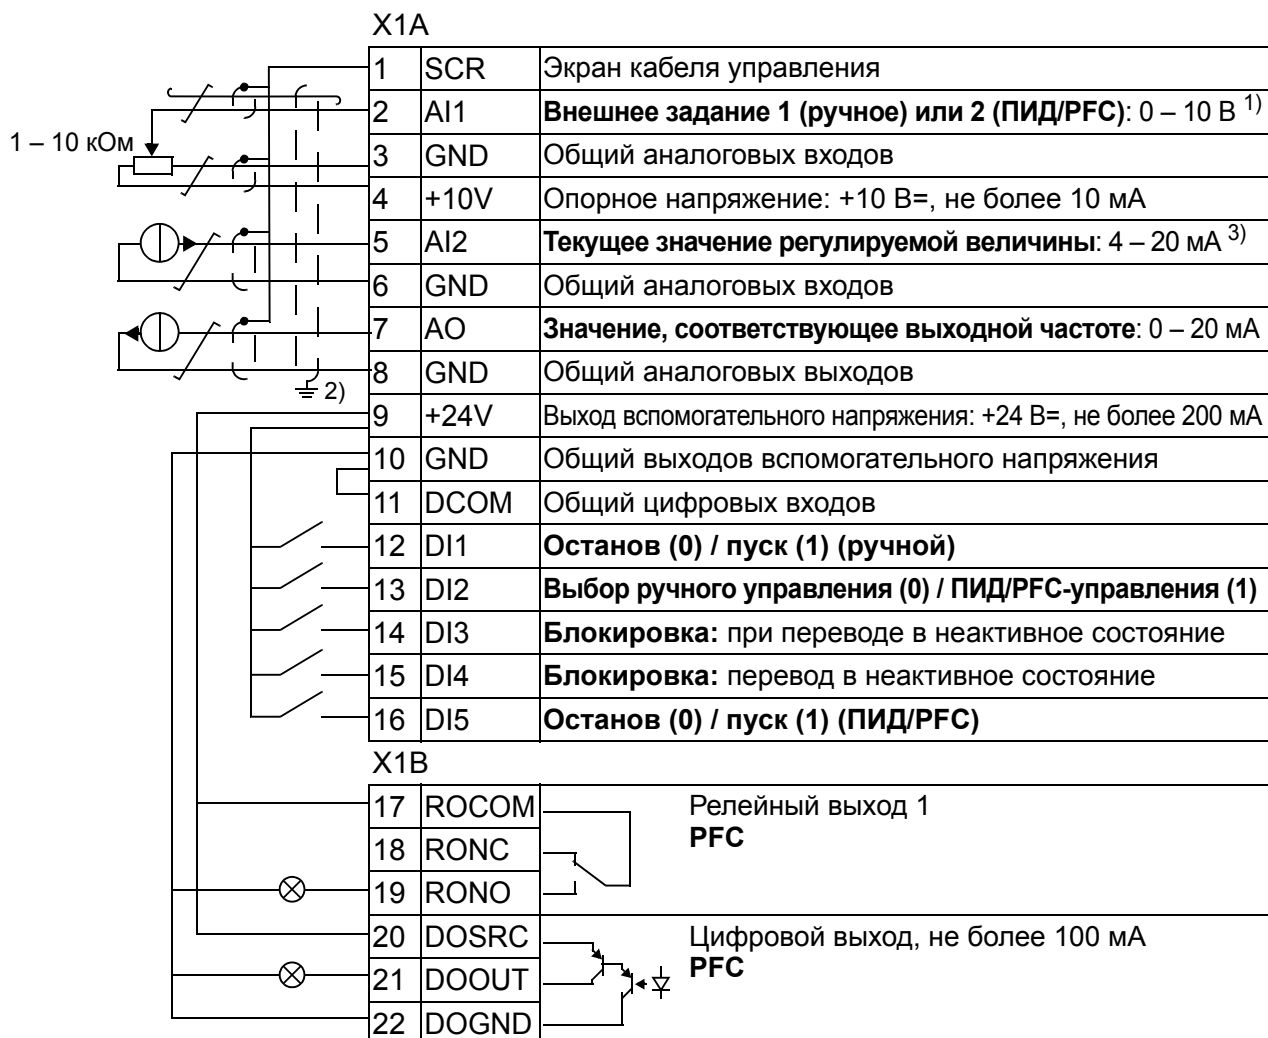 X1A
1 SCR Экран кабеля управления
2 AI1 Внешнее задание 1 (ручное) или 2 (ПИД/PFC): 0 – 10 В 1)
1 – 10 кОм
3 GND Общий аналоговых входов
4 +10V Опорное напряжение: +10 В=, не более 10 мА
5 AI2 Текущее значение регулируемой величины: 4 – 20 мА 3)
6 GND Общий аналоговых входов
7 AO Значение, соответствующее выходной частоте: 0 – 20 мА
8 GND Общий аналоговых выходов
2)
9 +24V Выход вспомогательного напряжения: +24 В=, не более 200 мА
10 GND Общий выходов вспомогательного напряжения
11 DCOM Общий цифровых входов
12 DI1 Останов (0) / пуск (1) (ручной)
13 DI2 Выбор ручного управления (0) / ПИД/PFC-управления (1)
14 DI3 Блокировка: при переводе в неактивное состояние
15 DI4 Блокировка: перевод в неактивное состояние
16 DI5 Останов (0) / пуск (1) (ПИД/PFC)
X1B
17 ROCOM Релейный выход 1
PFC
18 RONC
19 RONO
20 DOSRC Цифровой выход, не более 100 мА
PFC
21 DOOUT
22 DOGND